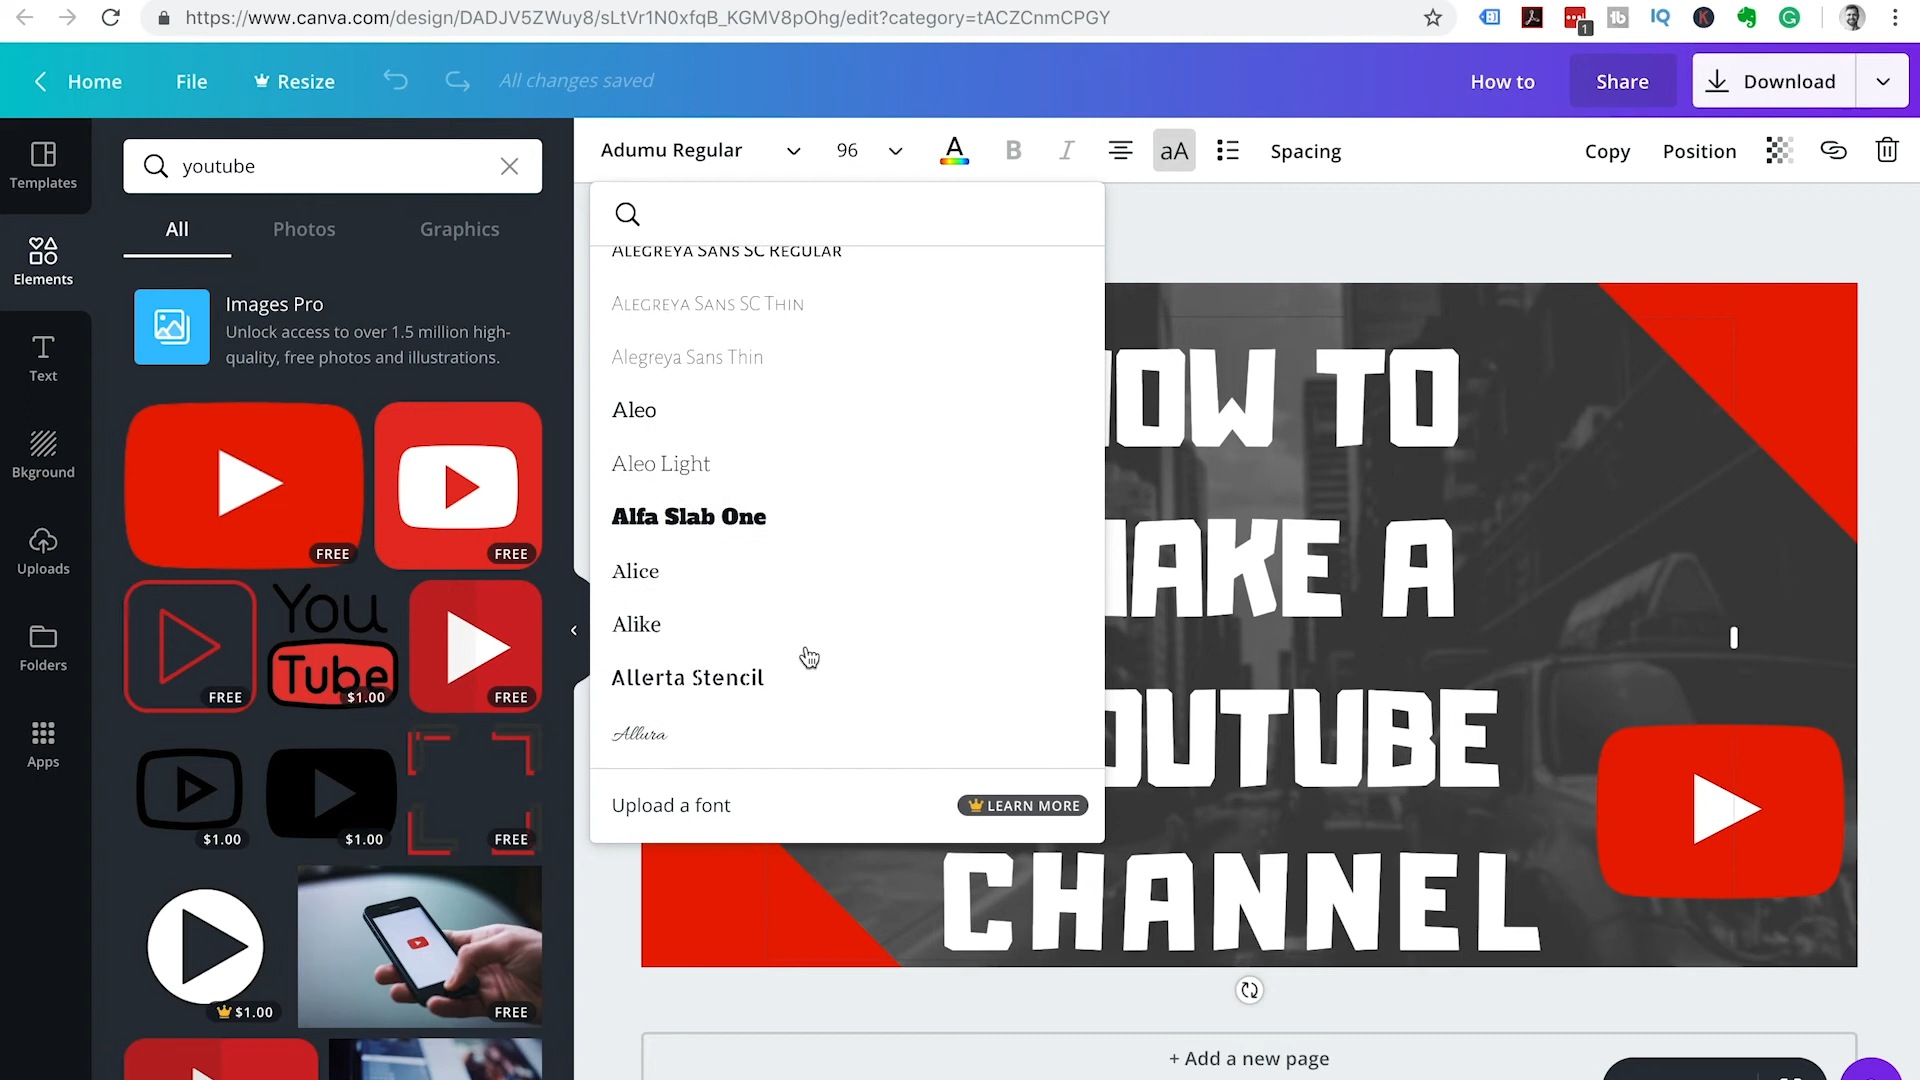 https://www.canva.com/design/DADJV5ZWuy8/sLtVr1N0xfqB_KGMV8pOhg/edit?category=tACZCnmCPGY
1
tb
IQ
K
G
Home
File
Resize
All changes saved
How to
Share
Download
Templates
Elements
Text
Bkground
Uploads
Folders
Apps
youtube
All
Photos
Graphics
Images Pro
Unlock access to over 1.5 million high-
quality, free photos and illustrations.
FREE
FREE
FREE
You
Tube
$1.00
FREE
$1.00
$1.00
FREE
$1.00
FREE
Adumu Regular
96
A
B
I
aA
Spacing
Copy
Position
Alegreya Sans SC Regular
Alegreya Sans SC Thin
Alegreya Sans Thin
Aleo
Aleo Light
Alfa Slab One
Alice
Alike
Allerta Stencil
Allura
Upload a font
LEARN MORE
OW TO
AKE A
OUTUBE
CHANNEL
+ Add a new page